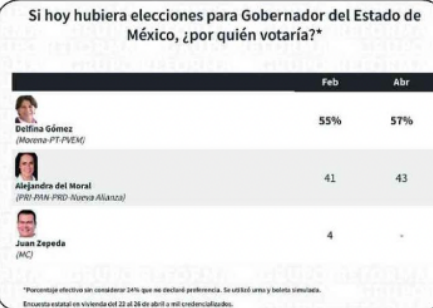 Si hoy hubiera elecciones para Gobernador del Estado de
México, ¿por quién votaría?*
Feb Abr
Delfina Gómez
(Morena-PT-PVEM)
55% 57%
Alejandra del Moral
(PRI-PAN-PRD-Nueva Alianza)
41 43
Juan Zepeda
(MC)
4 -
*Porcentaje efectivo sin considerar 24% que no declaró preferencia. Se utilizó urna y boleta simulada.
Encuesta estatal en vivienda del 22 al 26 de abril a mil credencializados.